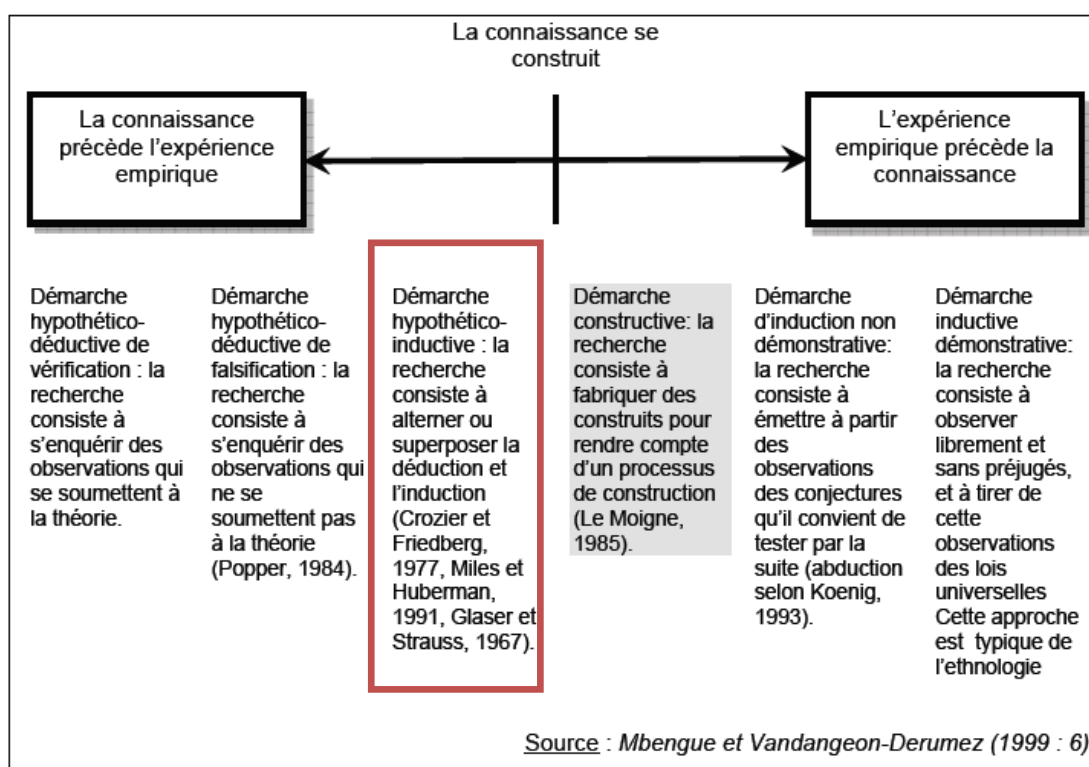 La connaissance se
construit
La connaissance
précède l'expérience
empirique
L'expérience
empirique précède la
connaissance
Démarche
hypothético-
déductive de
vérification : la
recherche
consiste à
s'enquérir des
observations qui
se soumettent à
la théorie.
Démarche
hypothético-
déductive de
falsification : la
recherche
consiste à
s'enquérir des
observations qui
ne se
soumettent pas
à la théorie
(Popper, 1984).
Démarche
hypothético-
inductive : la
recherche
consiste à
alterner ou
superposer la
déduction et
l'induction
(Crozier et
Friedberg,
1977, Miles et
Huberman,
1991, Glaser et
Strauss, 1967).
Démarche
constructive: la
recherche
consiste à
fabriquer des
construits pour
rendre compte
d'un processus
de construction
(Le Moigne,
1985).
Démarche
d'induction non
démonstrative:
la recherche
consiste à
émettre à partir
des
observations
des conjectures
qu'il convient de
tester par la
suite (abduction
selon Koenig,
1993).
Démarche
inductive
démonstrative:
la recherche
consiste à
observer
librement et
sans préjugés,
et à tirer de
cette
observations
des lois
universelles
Cette approche
est typique de
l'ethnologie
Source : Mbengue et Vandangeon-Derumez (1999 : 6)